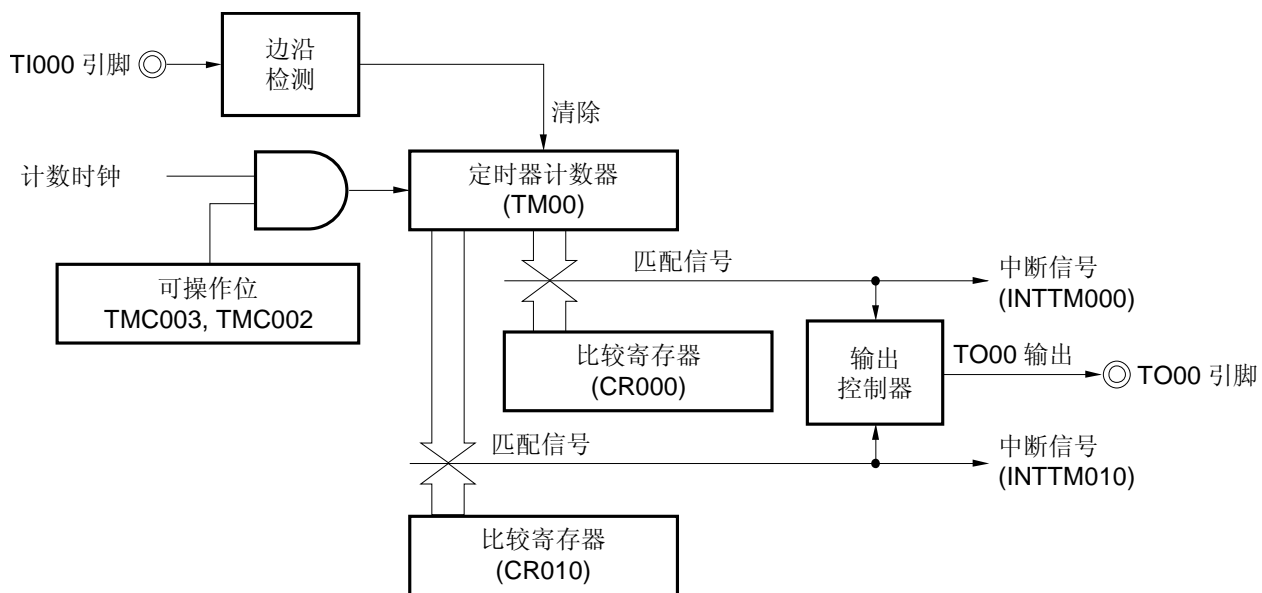 TI000 引脚
边沿
检测
清除
计数时钟
定时器计数器
(TM00)
可操作位
TMC003, TMC002
匹配信号
中断信号
(INTTM000)
比较寄存器
(CR000)
输出
控制器
TO00 输出
TO00 引脚
匹配信号
中断信号
(INTTM010)
比较寄存器
(CR010)